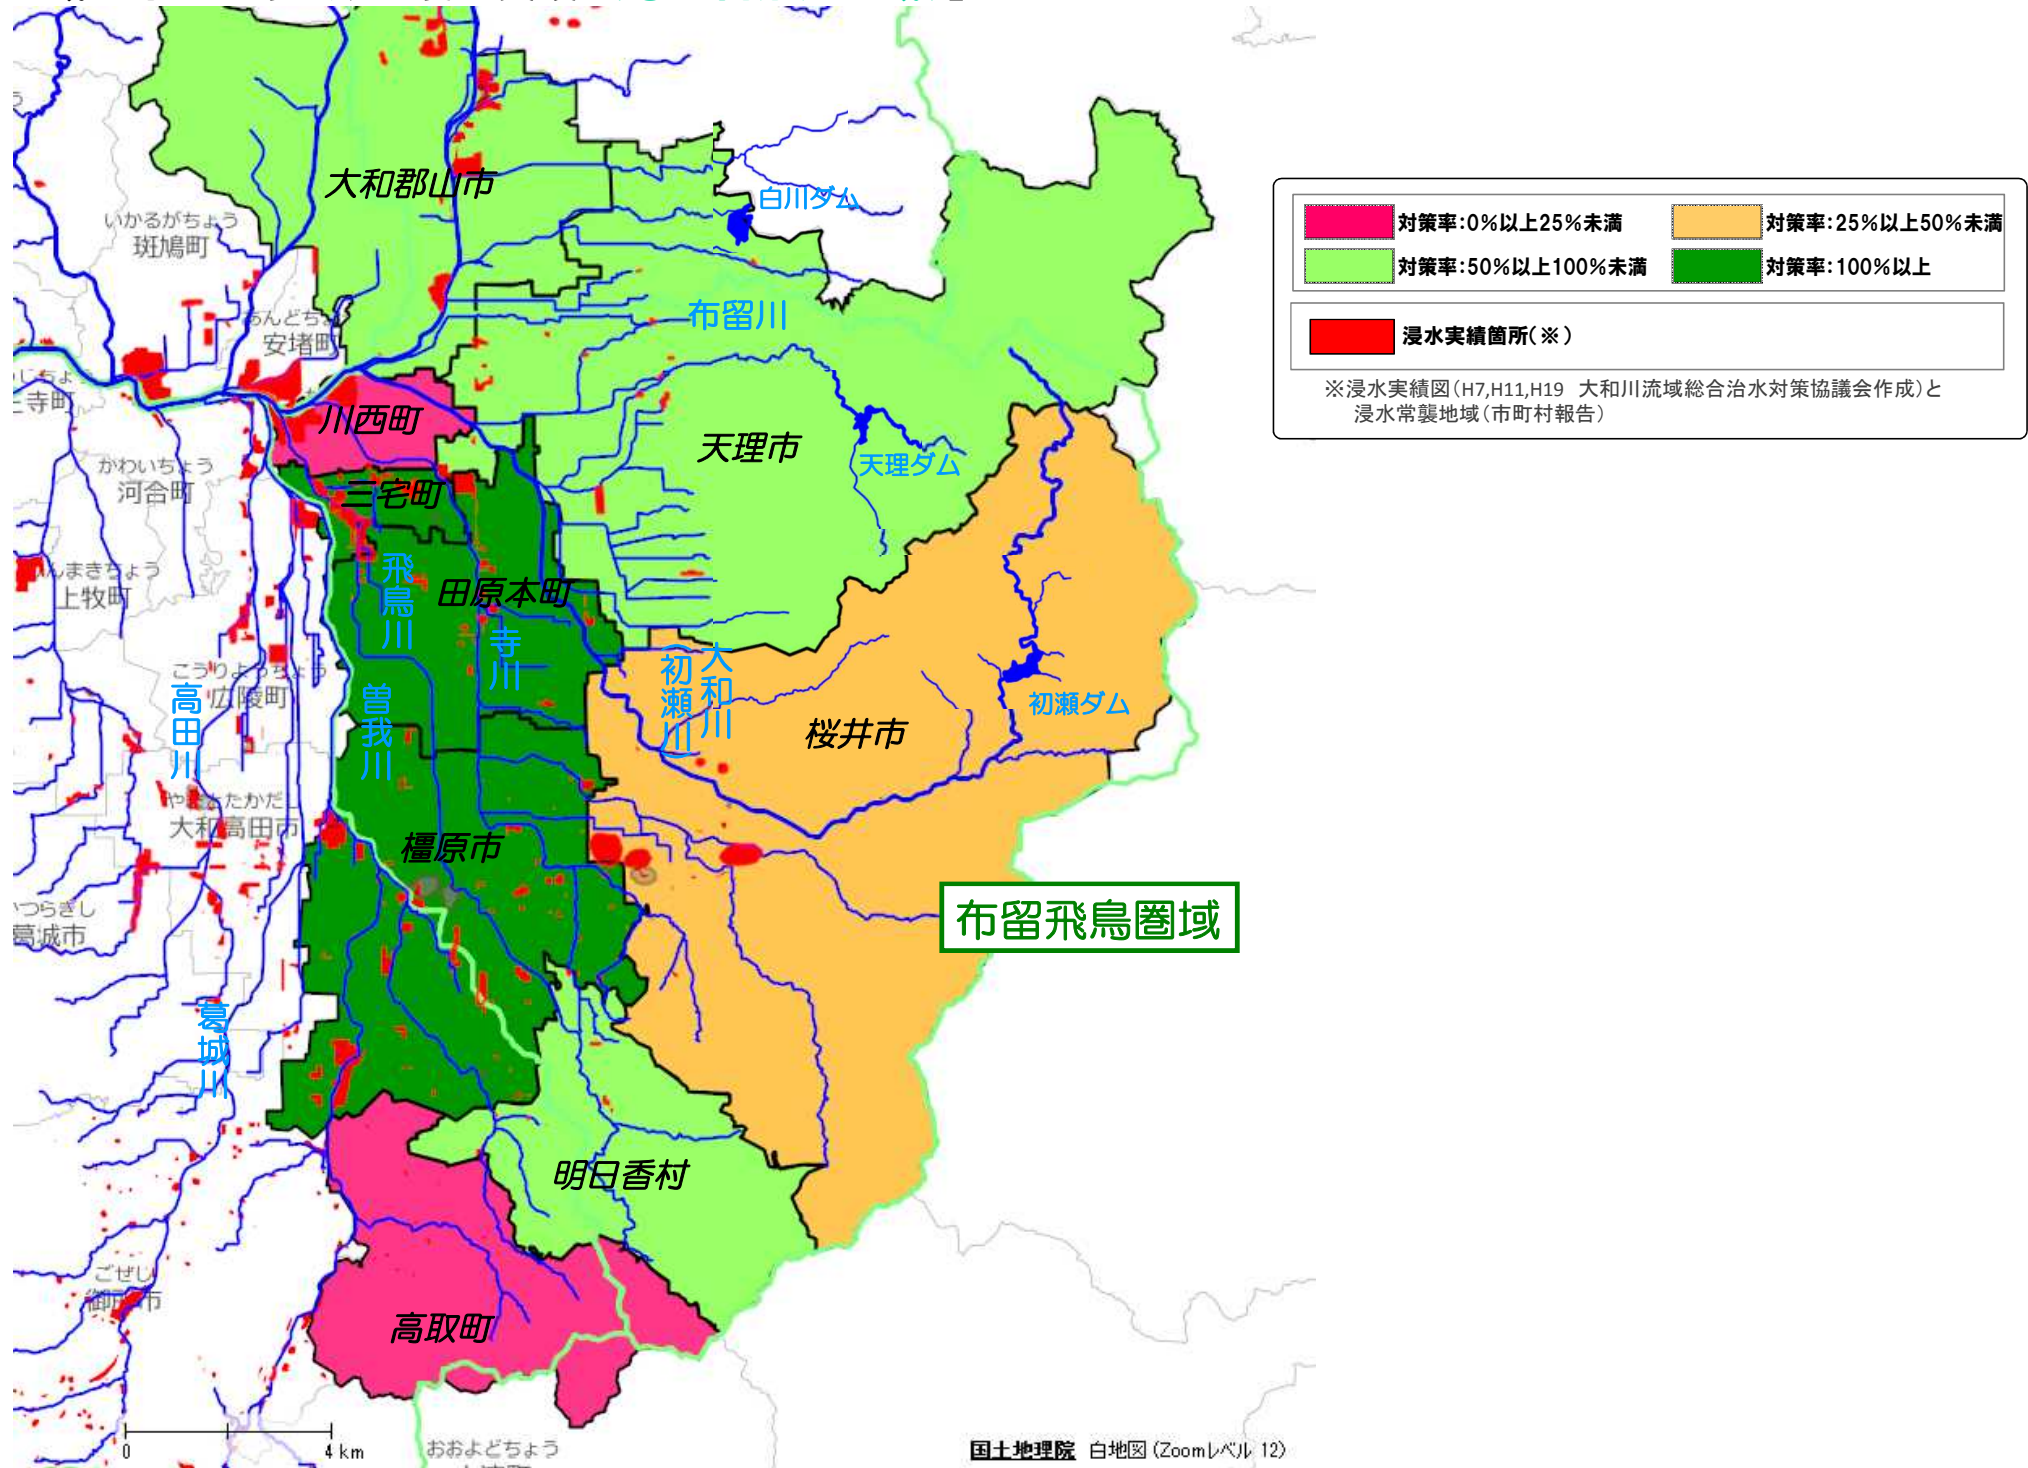 大和郡山市
白川ダム
いかるがちょう
斑鳩町
布留川
安堵町
川西町
天理市
天理ダム
かわいちょう
河合町
三宅町
飛鳥川
田原本町
上牧町
寺川
大和川
(初瀬川)
広陵町
高田川
曽我川
初瀬ダム
桜井市
大和高田市
橿原市
布留飛鳥圏域
葛城市
葛城川
明日香村
ごぜし
御所市
高取町
0
4 km
おおよどちょう
国土地理院 白地図 (Zoomレベル 12)
対策率:0%以上25%未満
対策率:25%以上50%未満
対策率:50%以上100%未満
対策率:100%以上
浸水実績箇所(※)
※浸水実績図(H7,H11,H19 大和川流域総合治水対策協議会作成)と
浸水常襲地域(市町村報告)